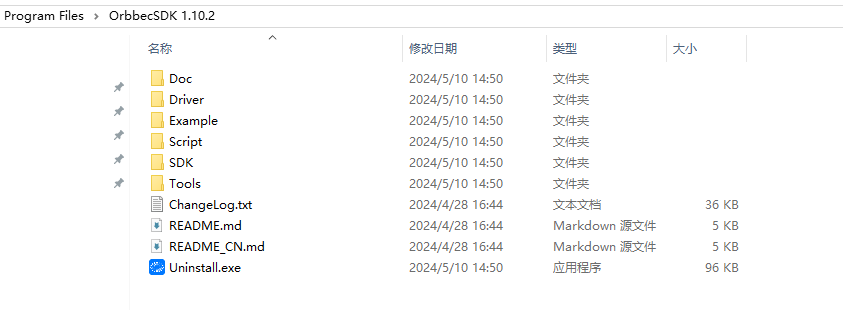 Program Files > OrbbecSDK 1.10.2
名称 修改日期 类型 大小
Doc 2024/5/10 14:50 文件夹
Driver 2024/5/10 14:50 文件夹
Example 2024/5/10 14:50 文件夹
Script 2024/5/10 14:50 文件夹
SDK 2024/5/10 14:50 文件夹
Tools 2024/5/10 14:50 文件夹
ChangeLog.txt 2024/4/28 16:44 文本文档 36 KB
README.md 2024/4/28 16:44 Markdown 源文件 5 KB
README_CN.md 2024/4/28 16:44 Markdown 源文件 5 KB
Uninstall.exe 2024/5/10 14:50 应用程序 96 KB